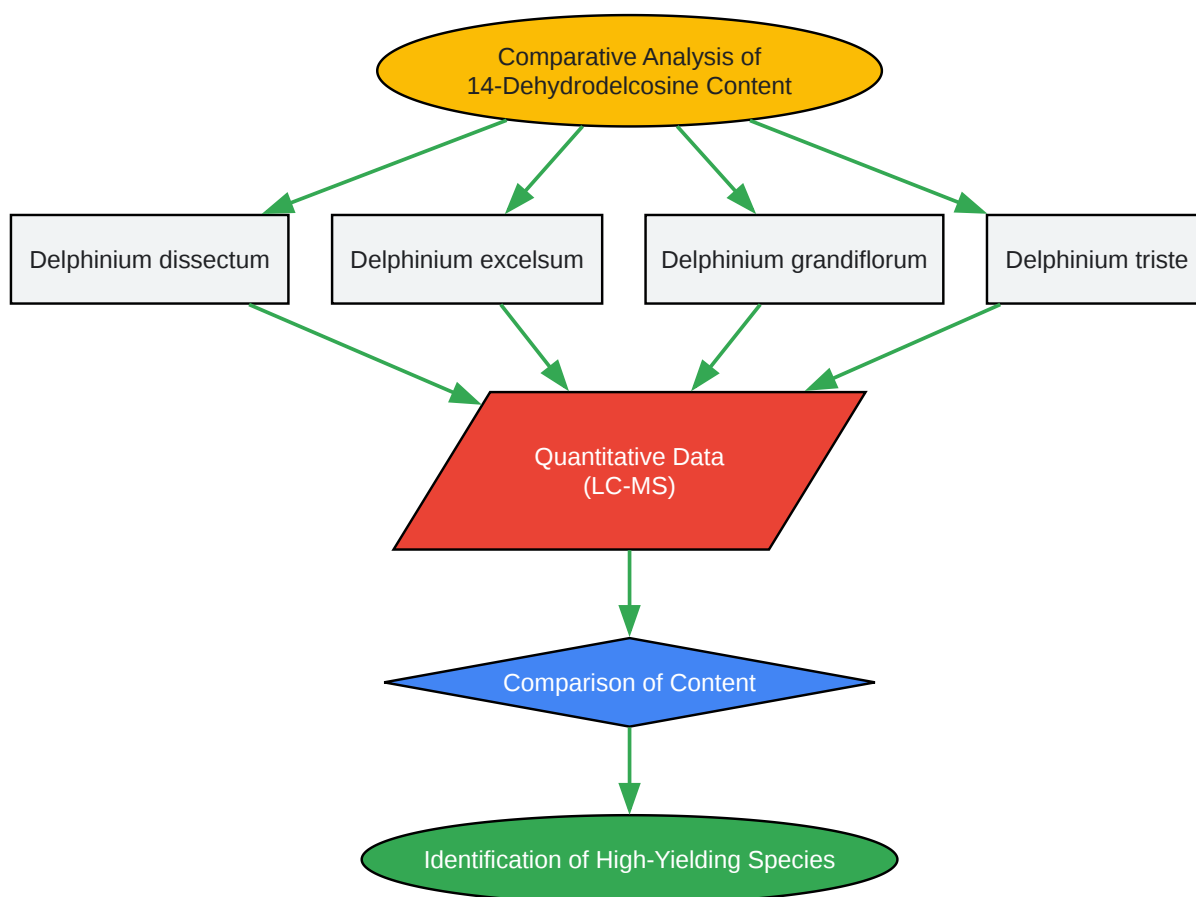 Comparative Analysis of
14-Dehydrodelcosine Content
Delphinium dissectum
Delphinium excelsum
Delphinium grandiflorum
Delphinium triste
Quantitative Data
(LC-MS)
Comparison of Content
Identification of High-Yielding Species